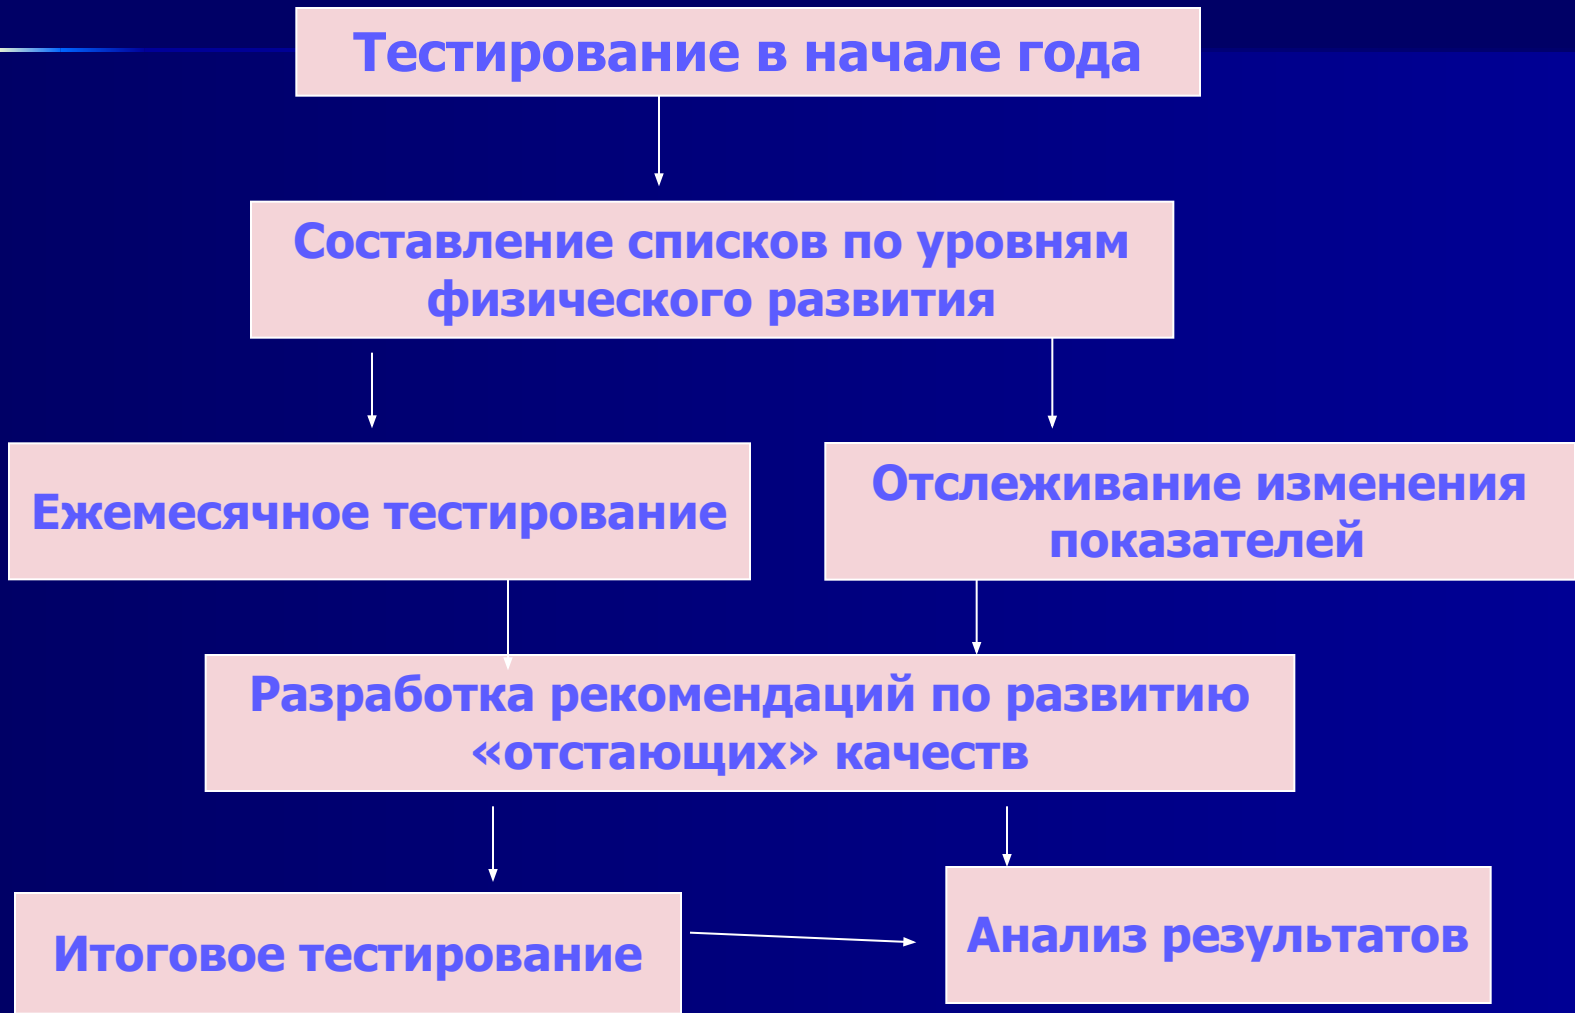 Тестирование в начале года
Составление списков по уровням
физического развития
Ежемесячное тестирование
Отслеживание изменения
показателей
Разработка рекомендаций по развитию
«отстающих» качеств
Итоговое тестирование
Анализ результатов